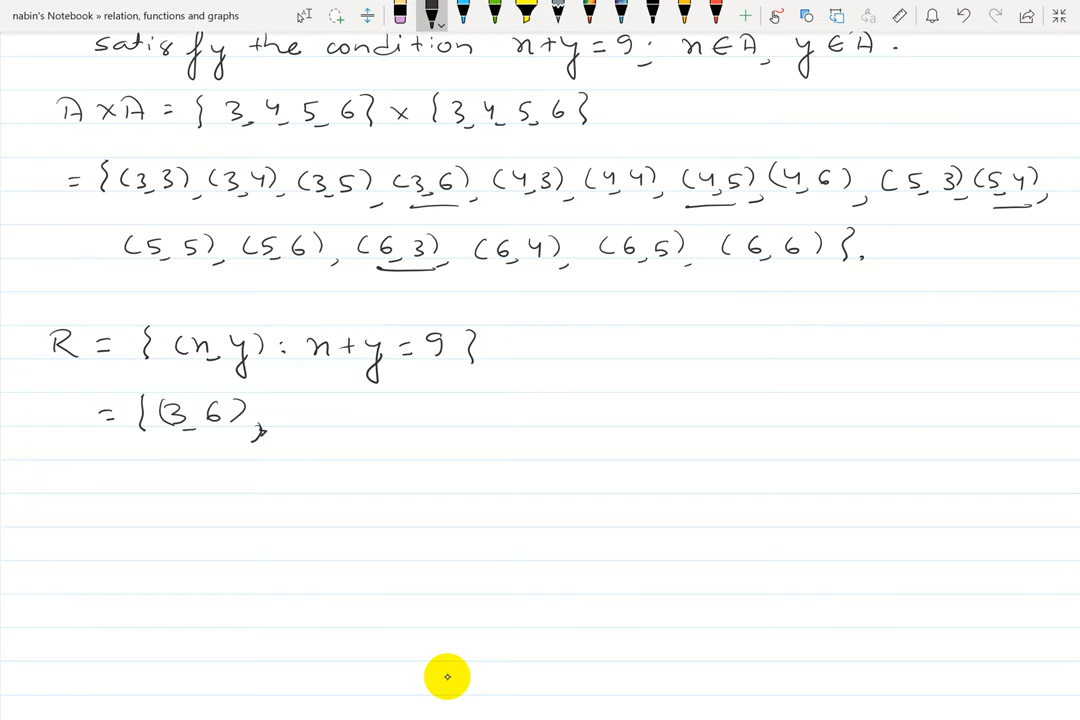 nabin's Notebook » relation, functions and graphs
satisfy the condition x+y=9, x∈A, y∈A.
A×A = {3,4,5,6} × {3,4,5,6}
= {(3,3),(3,4),(3,5),(3,6),(4,3),(4,4),(4,5)(4,6),(5,3)(5,4),
(5,5),(5,6),(6,3),(6,4),(6,5),(6,6)}.
R = {(x,y): x+y=9}
= {(3,6),